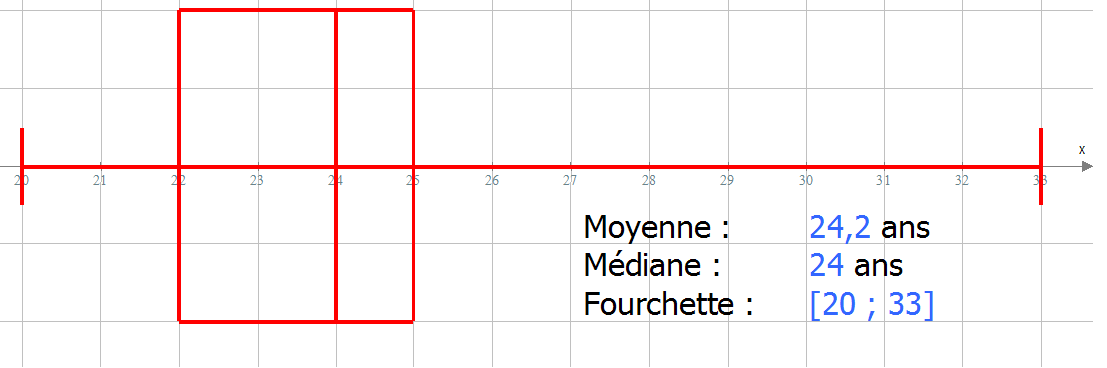 x
20 21 22 23 24 25 26 27 28 29 30 31 32 33
Moyenne : 24,2 ans
Médiane : 24 ans
Fourchette : [20 ; 33]